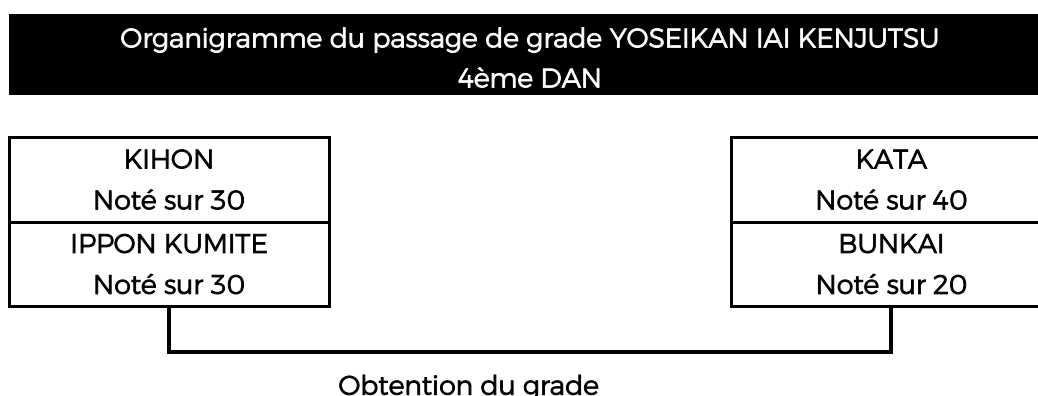 Organigramme du passage de grade YOSEIKAN IAI KENJUTSU
4ème DAN
KIHON
Noté sur 30
IPPON KUMITE
Noté sur 30
KATA
Noté sur 40
BUNKAI
Noté sur 20
Obtention du grade